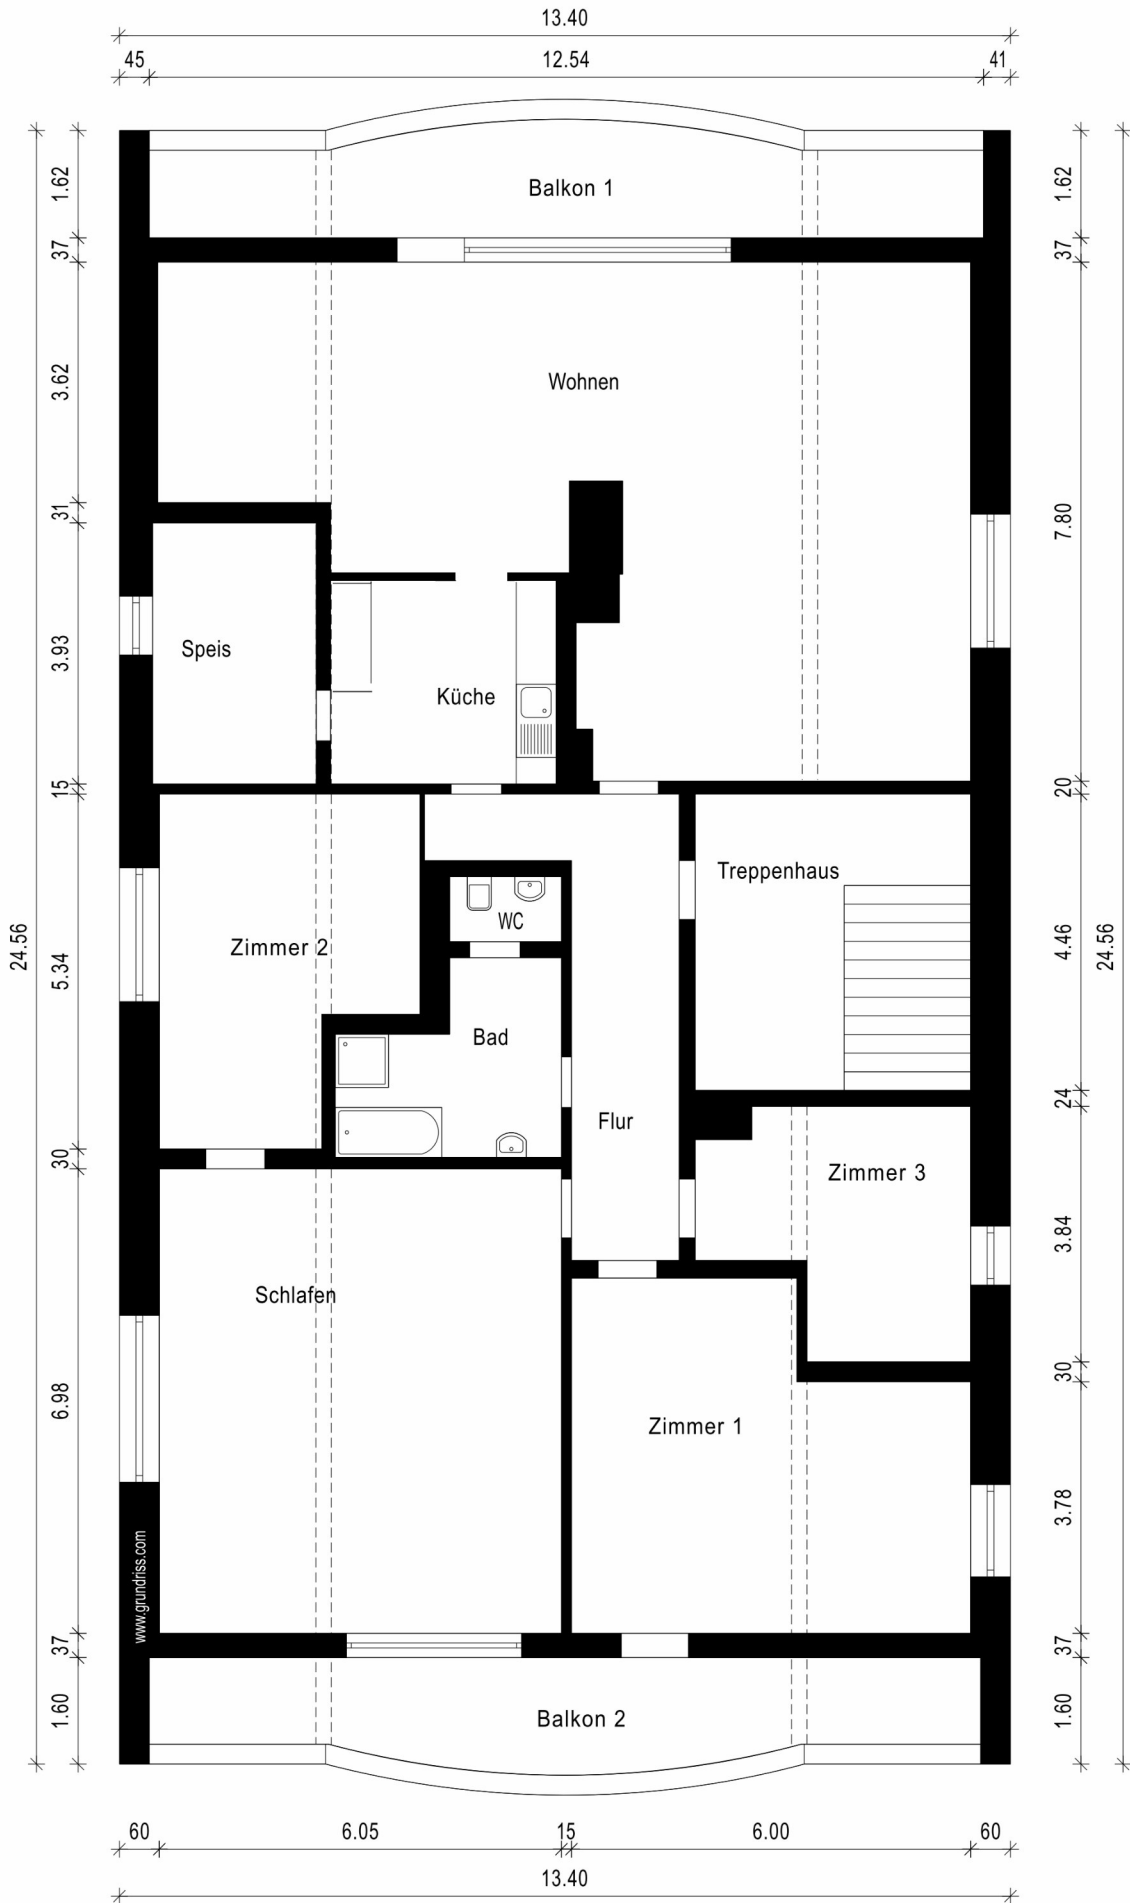 13.40
45 12.54 41
1.62
37
3.62
31
3.93
15
5.34
30
6.98
37
1.60
24.56
Balkon 1
Wohnen
Speis
Küche
Treppenhaus
WC
Zimmer 2
Bad
Flur
Zimmer 3
Schlafen
Zimmer 1
www.grundriss.com
Balkon 2
1.62
37
7.80
20
4.46
24
3.84
30
3.78
37
1.60
24.56
60 6.05 15 6.00 60
13.40